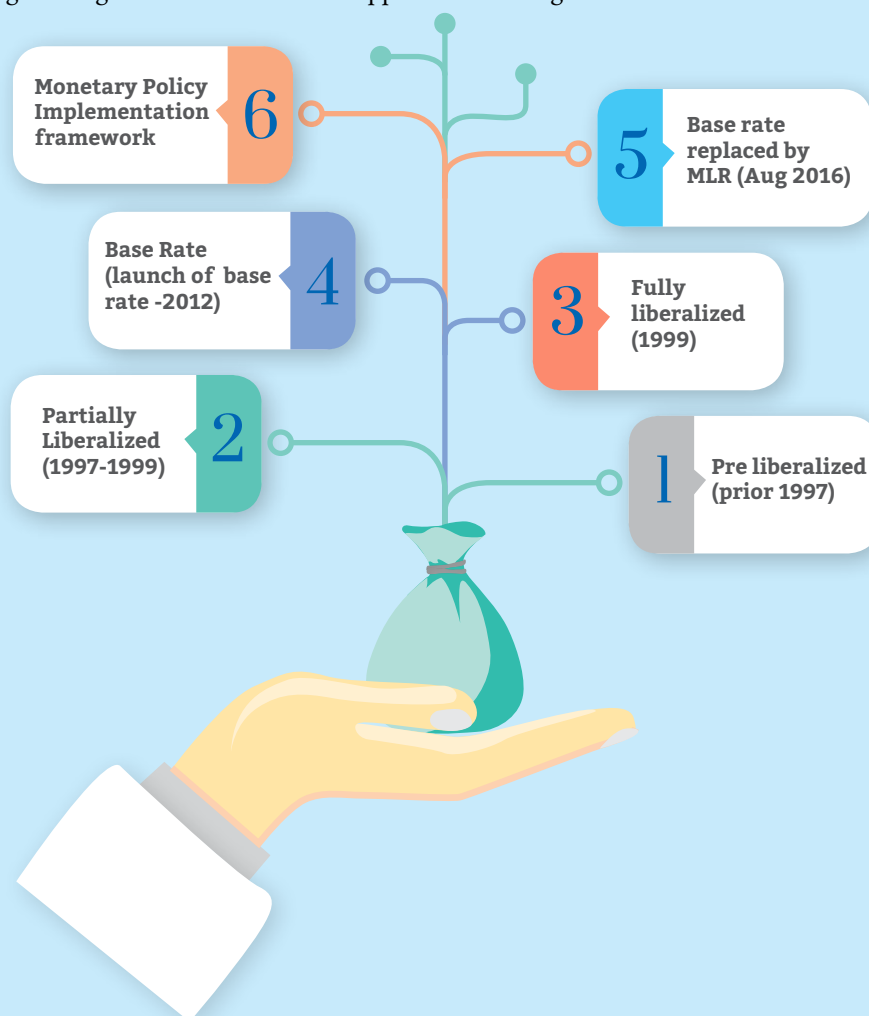 Monetary Policy
Implementation
framework
6
5
Base rate
replaced by
MLR (Aug 2016)
Base Rate
(launch of base
rate -2012)
4
3
Fully
liberalized
(1999)
Partially
Liberalized
(1997-1999)
2
1
Pre liberalized
(prior 1997)